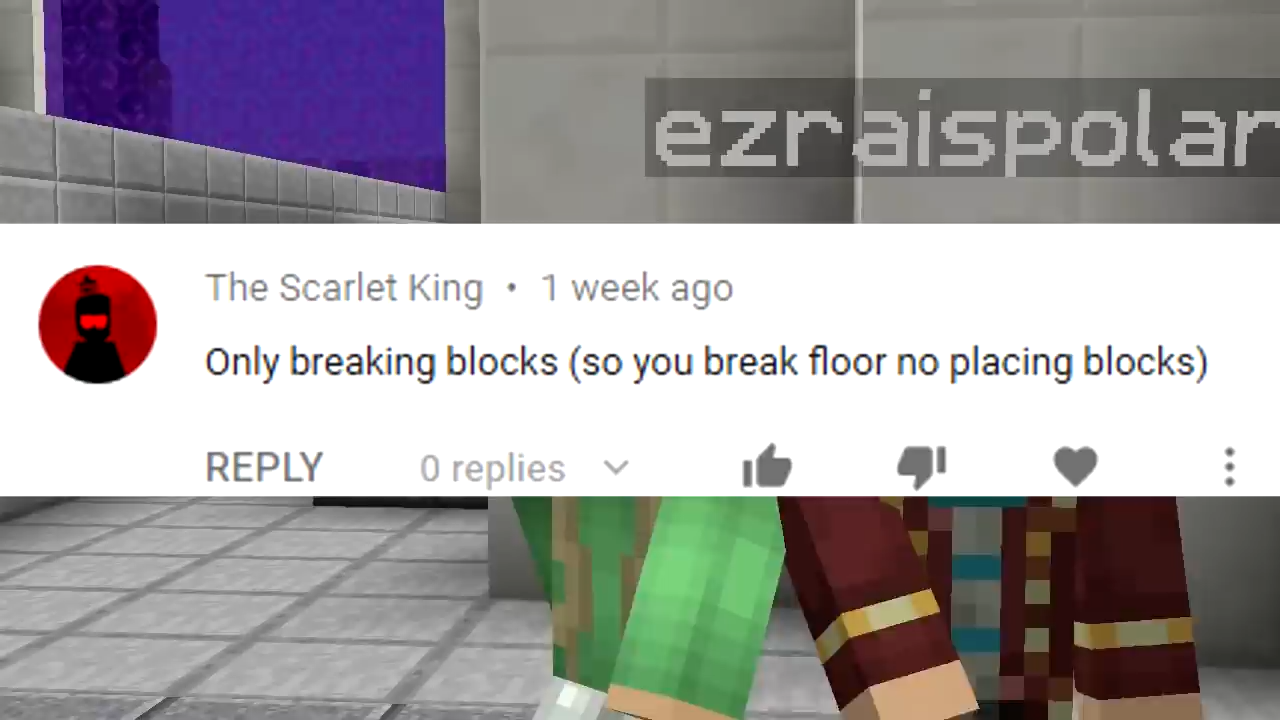 ezraispolar
The Scarlet King • 1 week ago
Only breaking blocks (so you break floor no placing blocks)
REPLY 0 replies